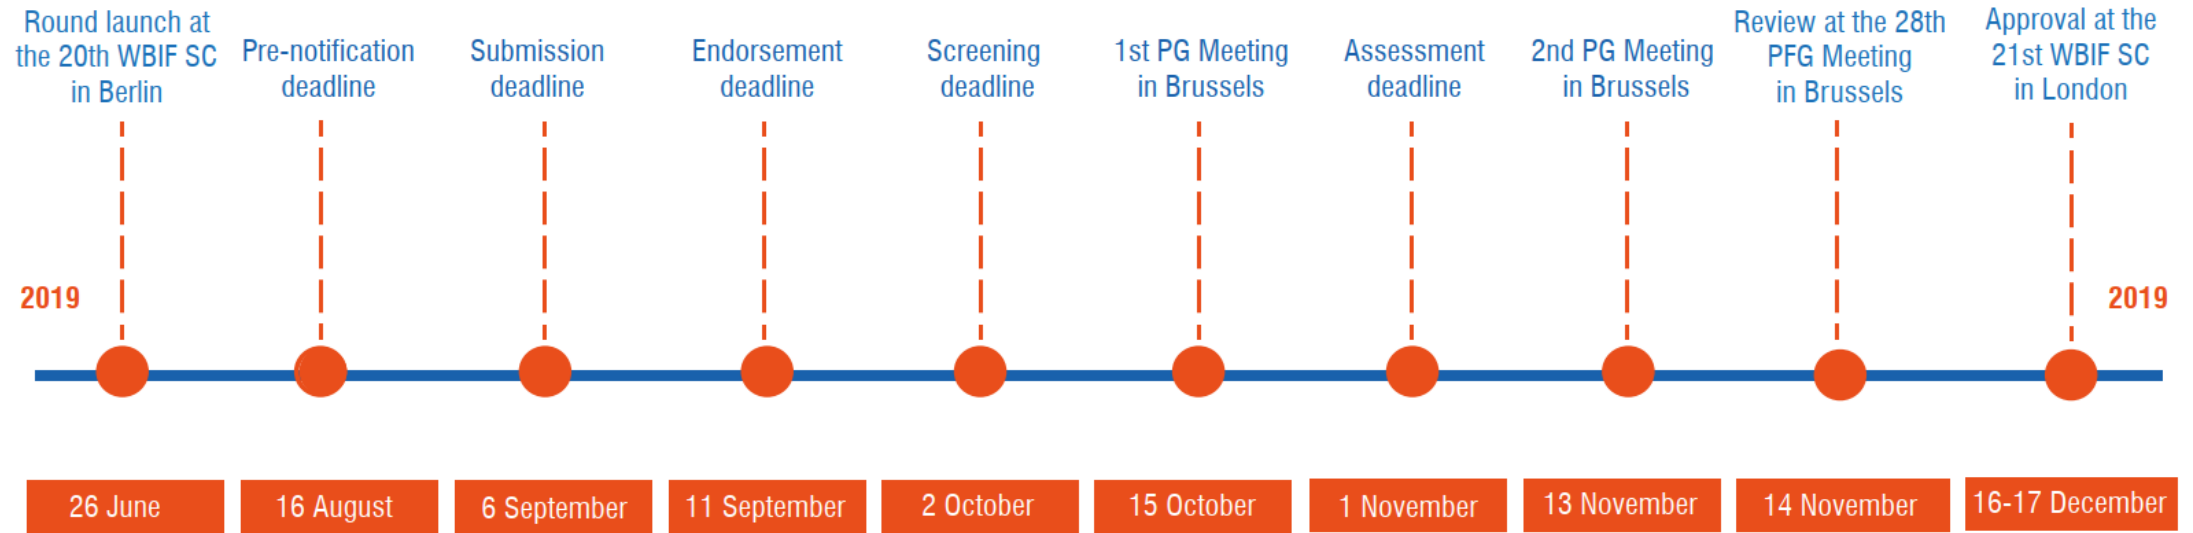 Round launch at
the 20th WBIF SC
in Berlin
Pre-notification
deadline
Submission
deadline
Endorsement
deadline
Screening
deadline
1st PG Meeting
in Brussels
Assessment
deadline
2nd PG Meeting
in Brussels
Review at the 28th
PFG Meeting
in Brussels
Approval at the
21st WBIF SC
in London
2019
2019
26 June
16 August
6 September
11 September
2 October
15 October
1 November
13 November
14 November
16-17 December